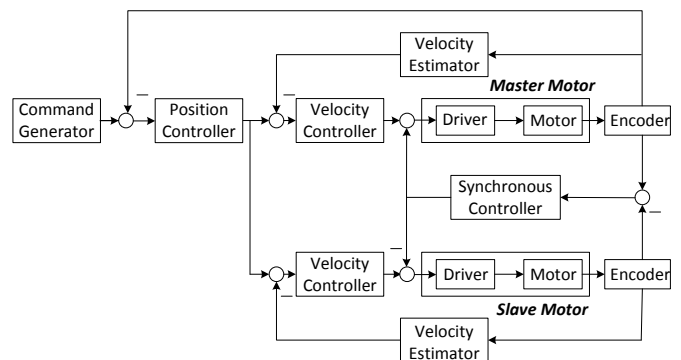 Velocity
Estimator
Master Motor
Command
Generator
Position
Controller
Velocity
Controller
Driver
Motor
Encoder
Synchronous
Controller
Velocity
Controller
Driver
Motor
Encoder
Slave Motor
Velocity
Estimator